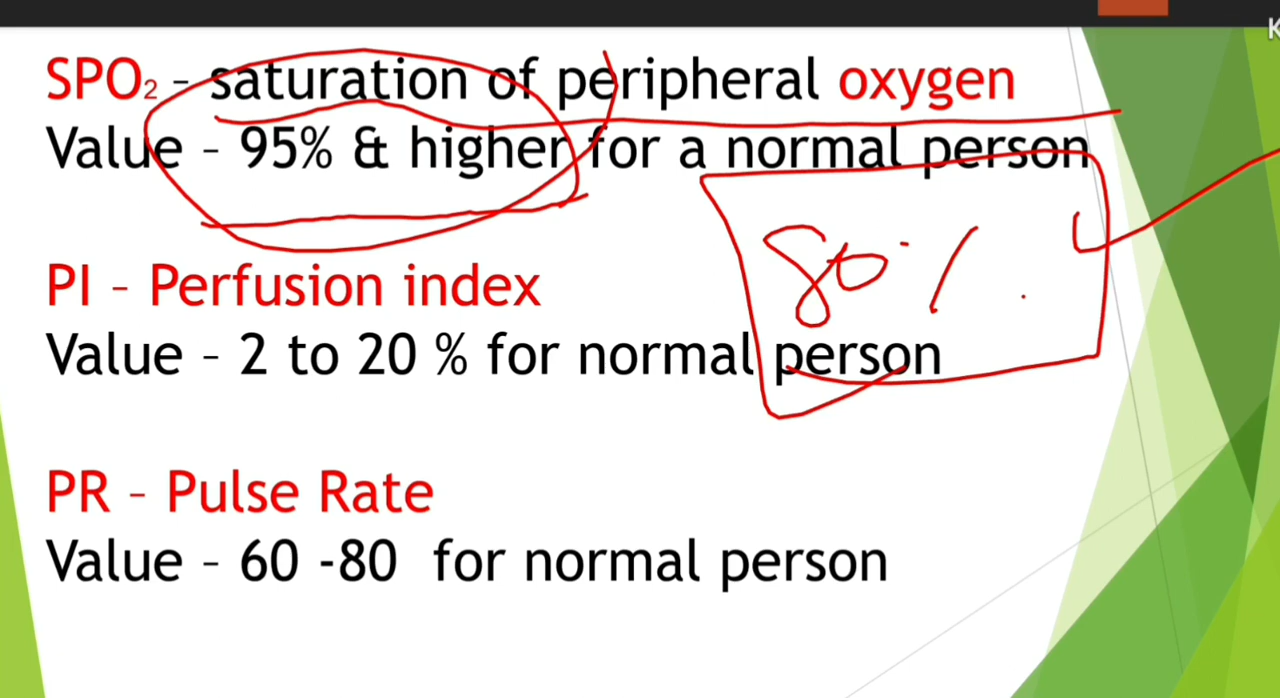 SPO₂ – saturation of peripheral oxygen
Value – 95% & higher for a normal person
80%
PI – Perfusion index
Value – 2 to 20 % for normal person
PR – Pulse Rate
Value – 60 -80 for normal person